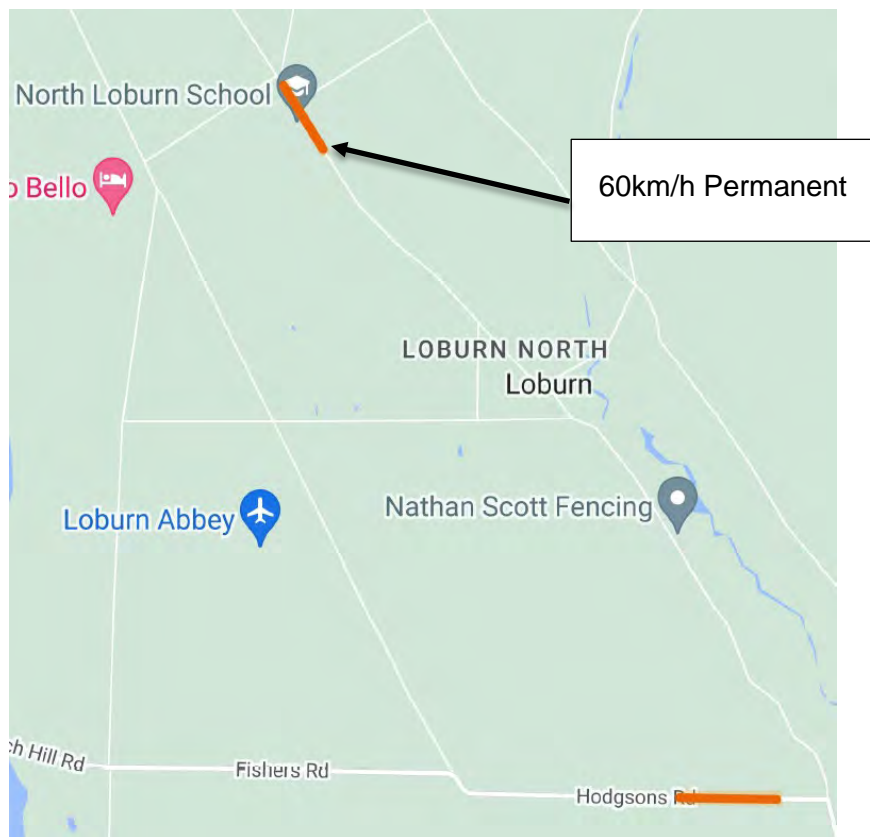 North Loburn School
60km/h Permanent
Bello
LOBURN NORTH
Loburn
Nathan Scott Fencing
Loburn Abbey
Hill Rd
Fishers Rd
Hodgsons Rd